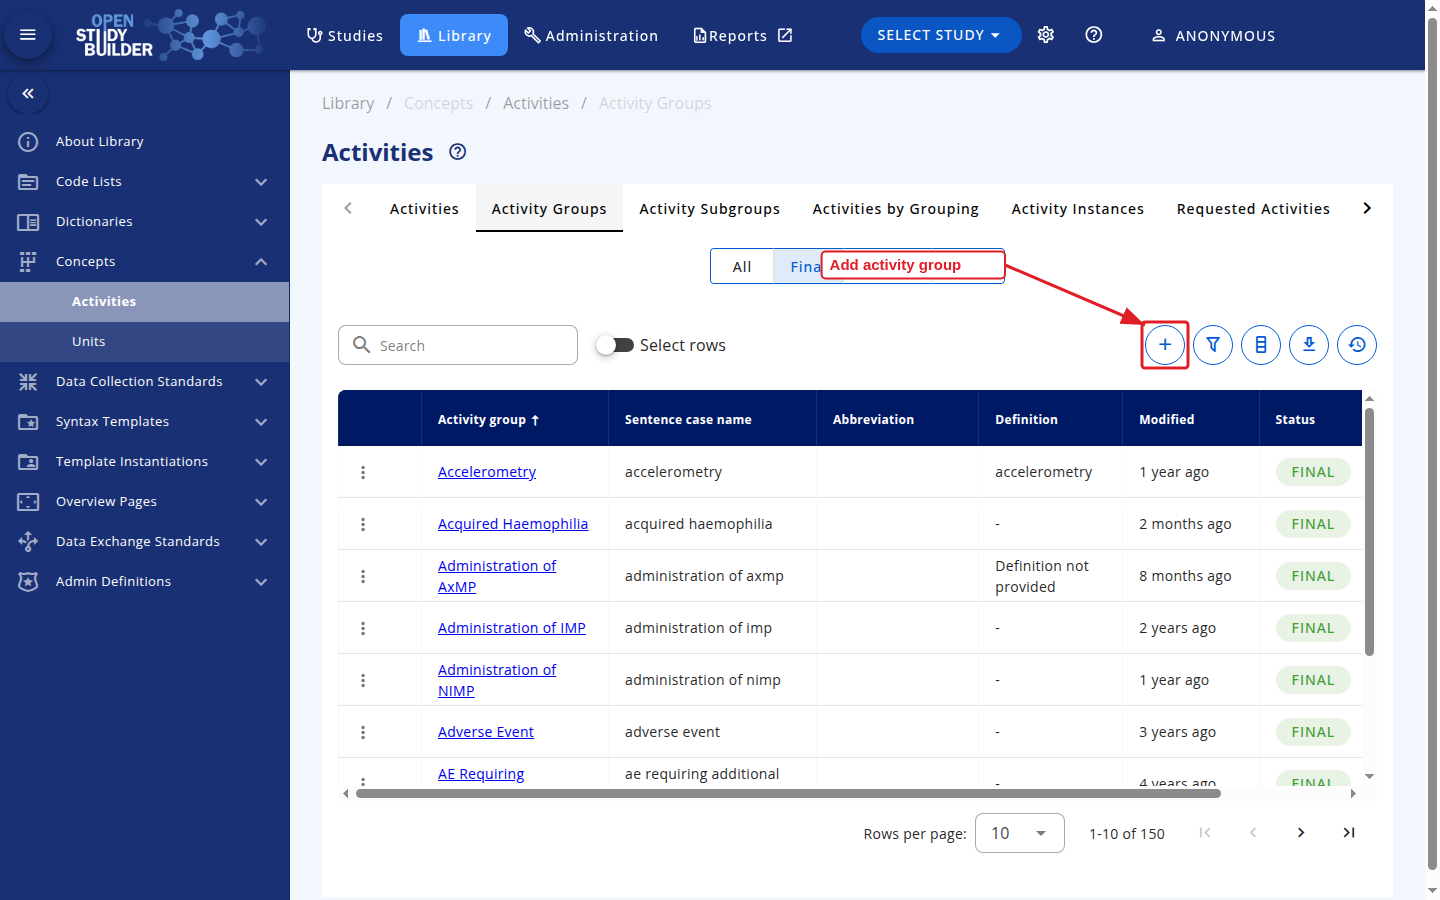 OPEN
STUDY
BUILDER
Studies
Library
Administration
Reports
SELECT STUDY
ANONYMOUS
About Library
Code Lists
Dictionaries
Concepts
Activities
Units
Data Collection Standards
Syntax Templates
Template Instantiations
Overview Pages
Data Exchange Standards
Admin Definitions
Library / Concepts / Activities / Activity Groups
Activities
Activities Activity Groups Activity Subgroups Activities by Grouping Activity Instances Requested Activities
All Fina
Add activity group
Search
Select rows
Activity group ↑ Sentence case name Abbreviation Definition Modified Status
Accelerometry accelerometry accelerometry 1 year ago FINAL
Acquired Haemophilia acquired haemophilia - 2 months ago FINAL
Administration of AxMP administration of axmp Definition not provided 8 months ago FINAL
Administration of IMP administration of imp - 2 years ago FINAL
Administration of NIMP administration of nimp - 1 year ago FINAL
Adverse Event adverse event - 3 years ago FINAL
AE Requiring ae requiring additional - 4 years ago FINAL
Rows per page: 10 1-10 of 150